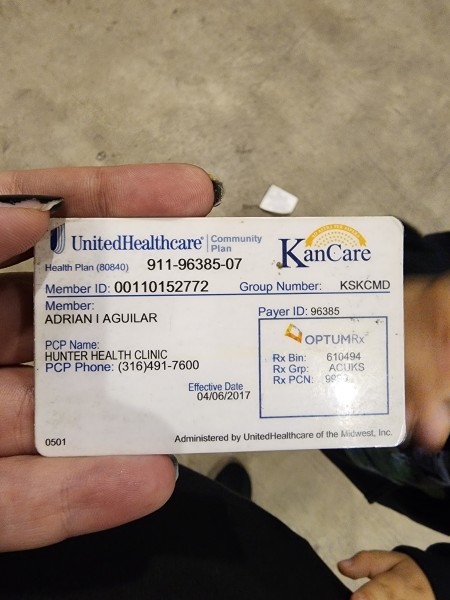 UnitedHealthcare | Community Plan
KanCare
Health Plan (80840) 911-96385-07
Member ID: 00110152772 Group Number: KSKCMD
Member: Payer ID: 96385
ADRIAN I AGUILAR
OPTUMRx
PCP Name:
HUNTER HEALTH CLINIC
PCP Phone: (316)491-7600
Rx Bin: 610494
Rx Grp: ACUKS
Rx PCN:
Effective Date
04/06/2017
0501 Administered by UnitedHealthcare of the Midwest, Inc.